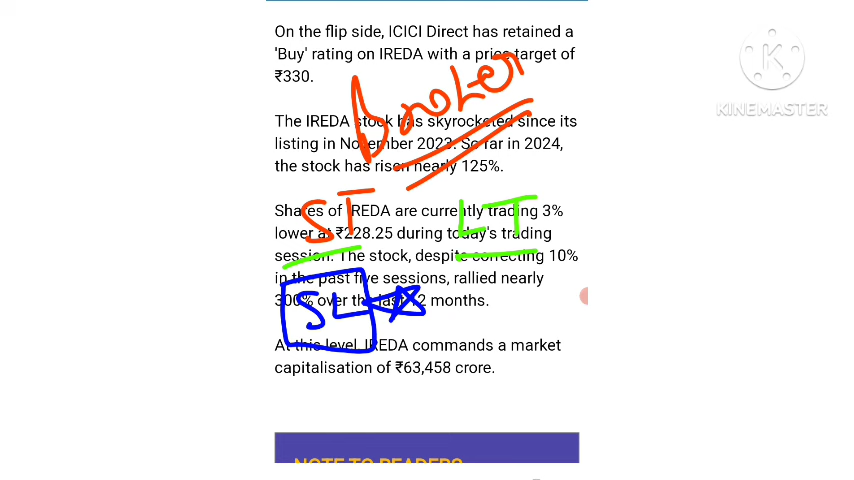 On the flip side, ICICI Direct has retained a
'Buy' rating on IREDA with a price target of
₹330.
Broker
The IREDA stock has skyrocketed since its
listing in November 2023. So far in 2024,
the stock has risen nearly 125%.
ST
LT
Shares of IREDA are currently trading 3%
lower at ₹228.25 during today's trading
session. The stock, despite correcting 10%
in the past five sessions, rallied nearly
300% over the last 12 months.
SL
At this level, IREDA commands a market
capitalisation of ₹63,458 crore.
NOTE TO READERS
K
KINEMASTER